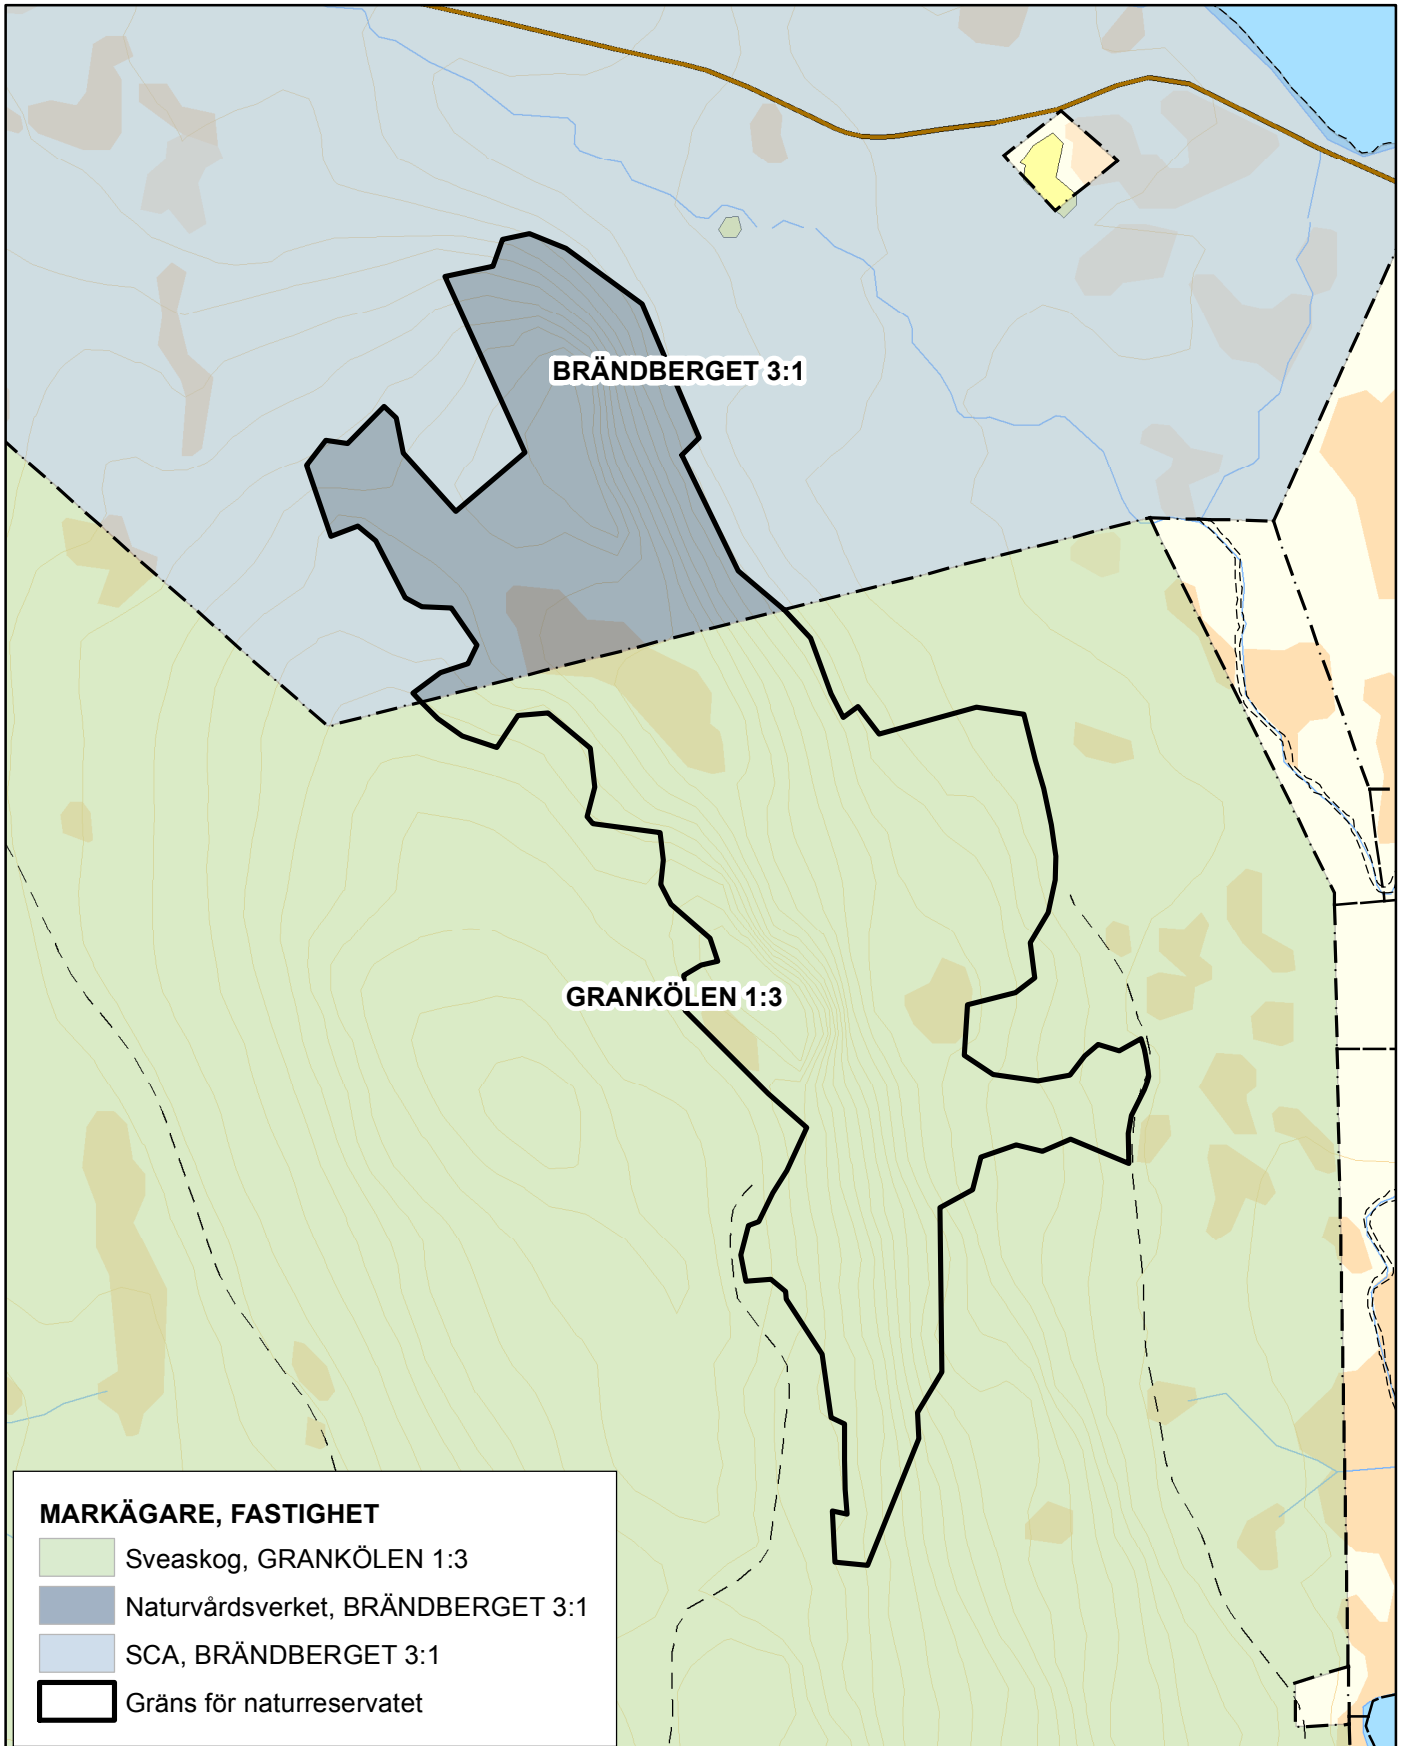 BRÄNDBERGET 3:1
GRANKÖLEN 1:3
MARKÄGARE, FASTIGHET
Sveaskog, GRANKÖLEN 1:3
Naturvårdsverket, BRÄNDBERGET 3:1
SCA, BRÄNDBERGET 3:1
Gräns för naturreservatet